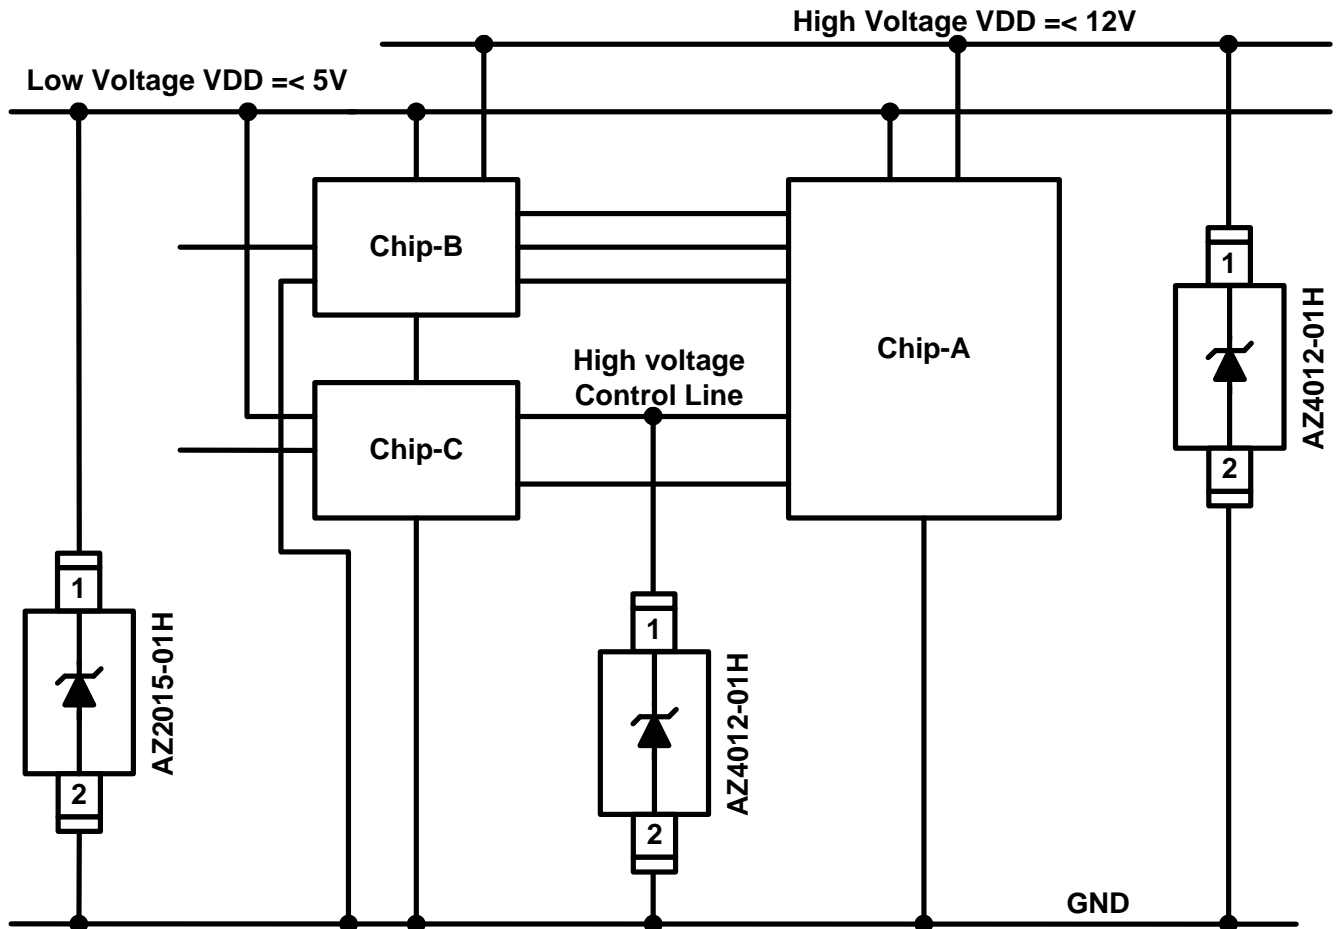 High Voltage VDD =< 12V
Low Voltage VDD =< 5V
Chip-B
1
AZ4012-01H
2
Chip-A
High voltage
Control Line
Chip-C
1
AZ2015-01H
2
1
AZ4012-01H
2
GND